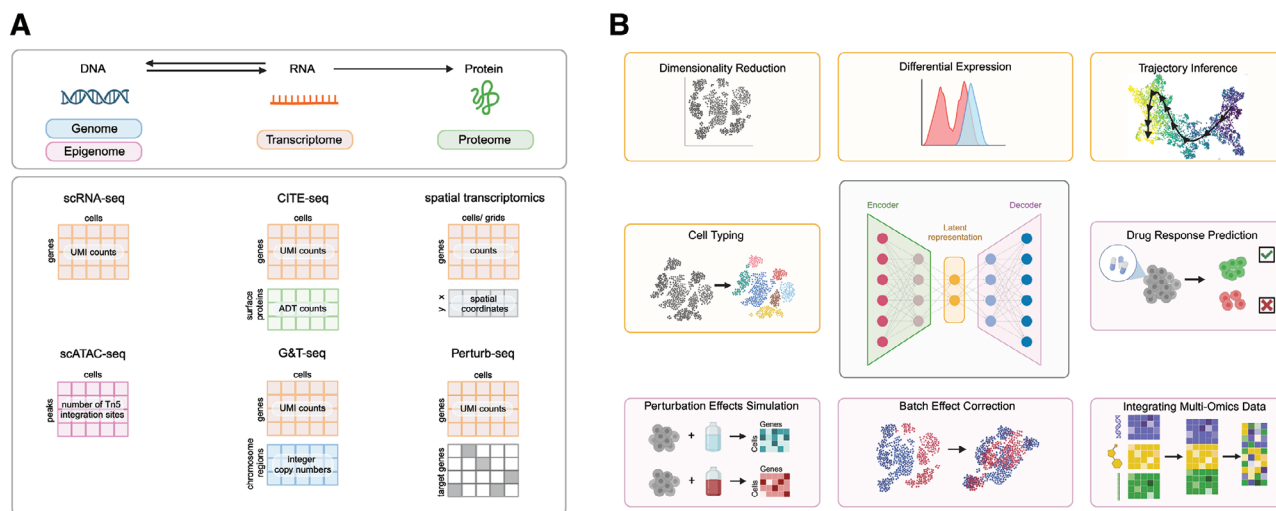 A
DNA
RNA
Protein
Genome
Epigenome
Transcriptome
Proteome
scRNA-seq
cells
genes
UMI counts
CITE-seq
cells
genes
UMI counts
surface
proteins
ADT counts
spatial transcriptomics
cells/ grids
genes
counts
x
y
spatial
coordinates
scATAC-seq
cells
peaks
number of Tn5
integration sites
G&T-seq
cells
genes
UMI counts
chromosome
regions
integer
copy numbers
Perturb-seq
cells
genes
UMI counts
target genes
B
Dimensionality Reduction
Differential Expression
Trajectory Inference
Cell Typing
Encoder
Latent
representation
Decoder
Drug Response Prediction
Perturbation Effects Simulation
+
Genes
Cells
+
Genes
Cells
Batch Effect Correction
Integrating Multi-Omics Data